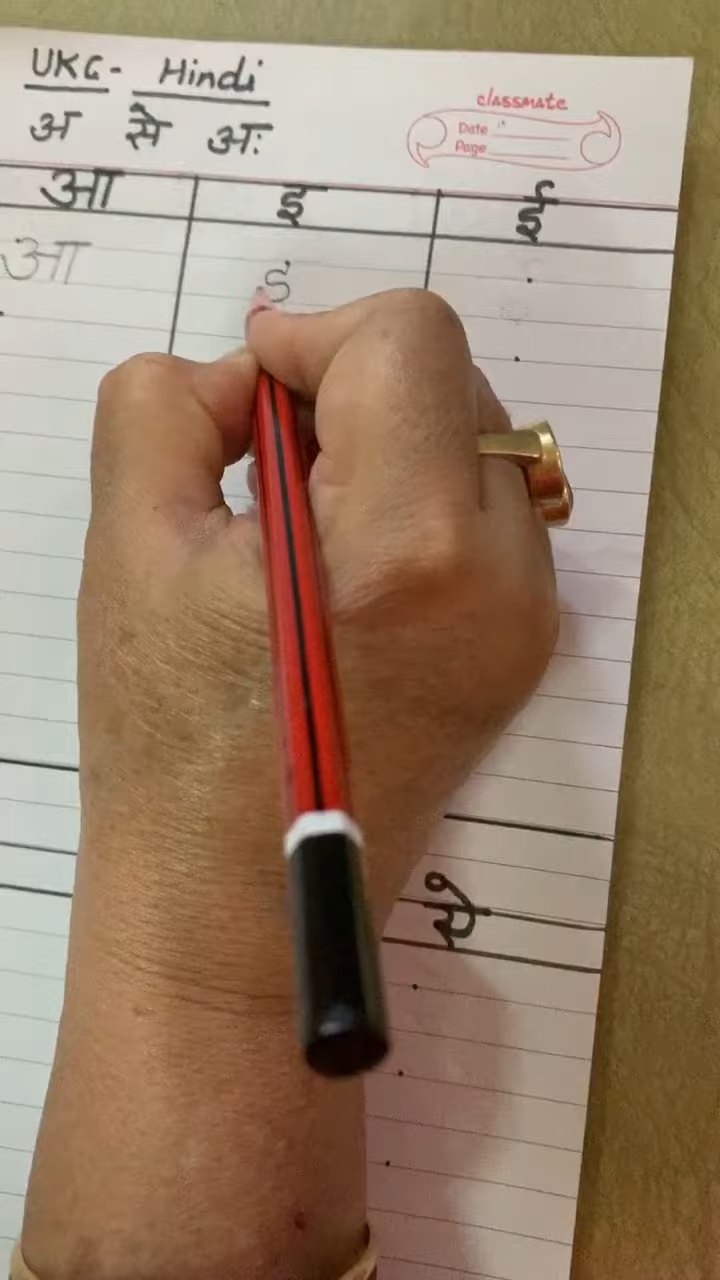 UKG- Hindi
अ से अः
classmate
Date
Page
आ इ ई
आ इ